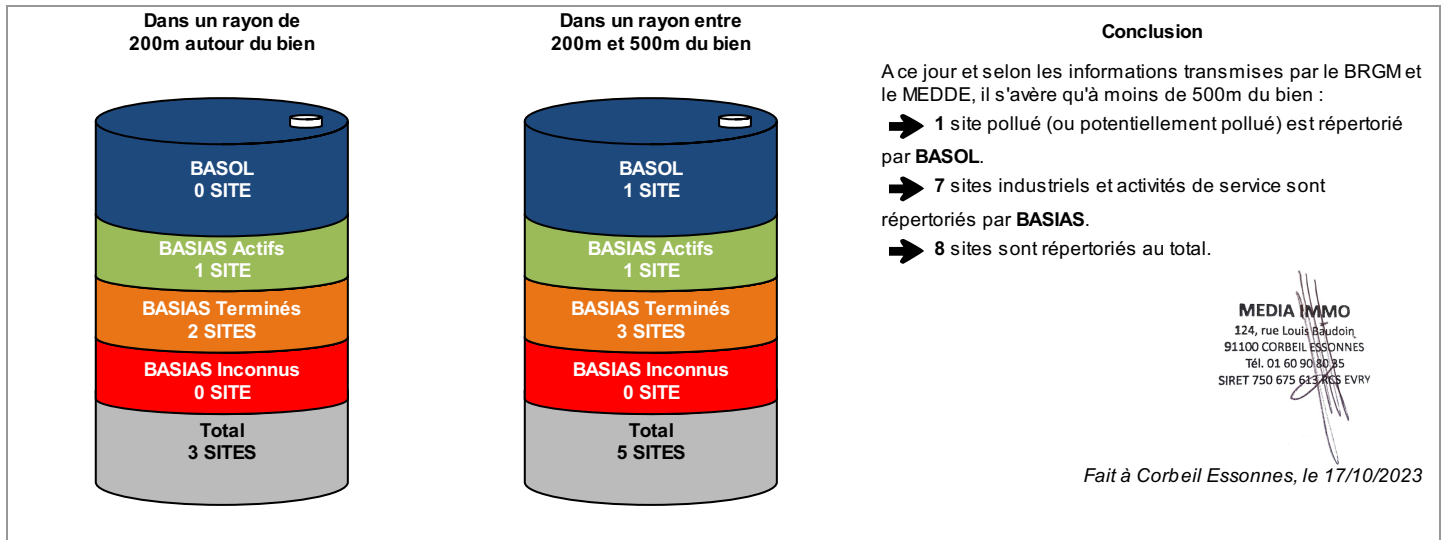 Dans un rayon de
200m autour du bien
BASOL
0 SITE
BASIAS Actifs
1 SITE
BASIAS Terminés
2 SITES
BASIAS Inconnus
0 SITE
Total
3 SITES
Dans un rayon entre
200m et 500m du bien
BASOL
1 SITE
BASIAS Actifs
1 SITE
BASIAS Terminés
3 SITES
BASIAS Inconnus
0 SITE
Total
5 SITES
Conclusion
A ce jour et selon les informations transmises par le BRGM et
le MEDDE, il s'avère qu'à moins de 500m du bien :
1 site pollué (ou potentiellement pollué) est répertorié
par BASOL.
7 sites industriels et activités de service sont
répertoriés par BASIAS.
8 sites sont répertoriés au total.
MEDIA IMMO
124, rue Louis Baudoin
91100 CORBEIL ESSONNES
Tél. 01 60 90 80 85
SIRET 750 675 613 RCS EVRY
Fait à Corbeil Essonnes, le 17/10/2023